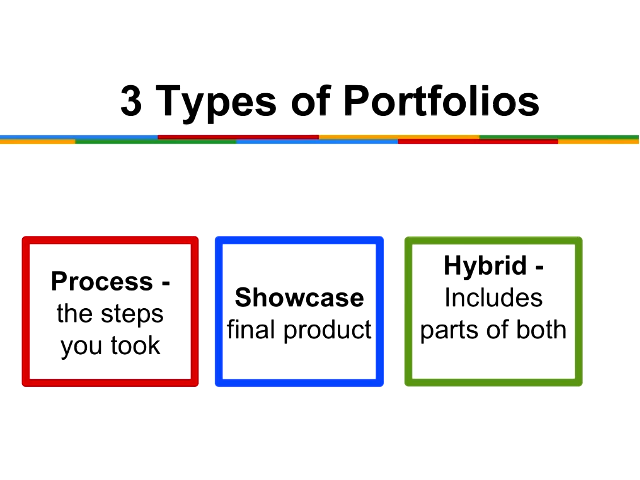 3 Types of Portfolios
Process -
the steps
you took
Showcase
final product
Hybrid -
Includes
parts of both